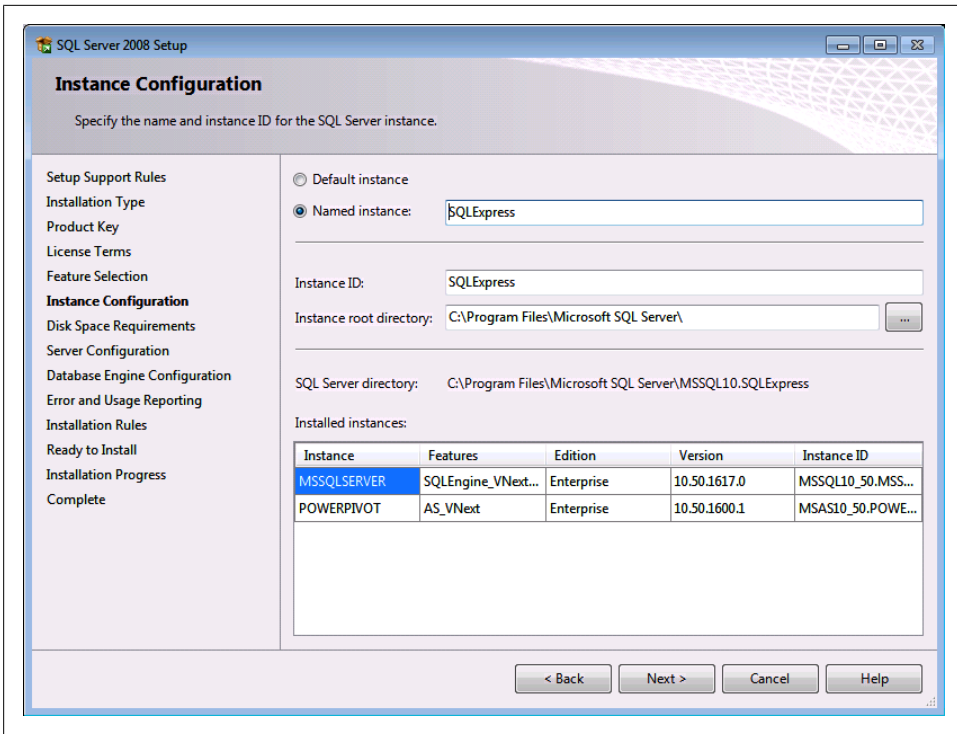 SQL Server 2008 Setup
Instance Configuration
Specify the name and instance ID for the SQL Server instance.
Setup Support Rules
Installation Type
Product Key
License Terms
Feature Selection
Instance Configuration
Disk Space Requirements
Server Configuration
Database Engine Configuration
Error and Usage Reporting
Installation Rules
Ready to Install
Installation Progress
Complete
Default instance
Named instance: SQLExpress
Instance ID: SQLExpress
Instance root directory: C:\Program Files\Microsoft SQL Server\ ...
SQL Server directory: C:\Program Files\Microsoft SQL Server\MSSQL10.SQLExpress
Installed instances:
Instance Features Edition Version Instance ID
MSSQLSERVER SQLEngine_VNext... Enterprise 10.50.1617.0 MSSQL10_50.MSS...
POWERPIVOT AS_VNext Enterprise 10.50.1600.1 MSAS10_50.POWE...
< Back Next > Cancel Help